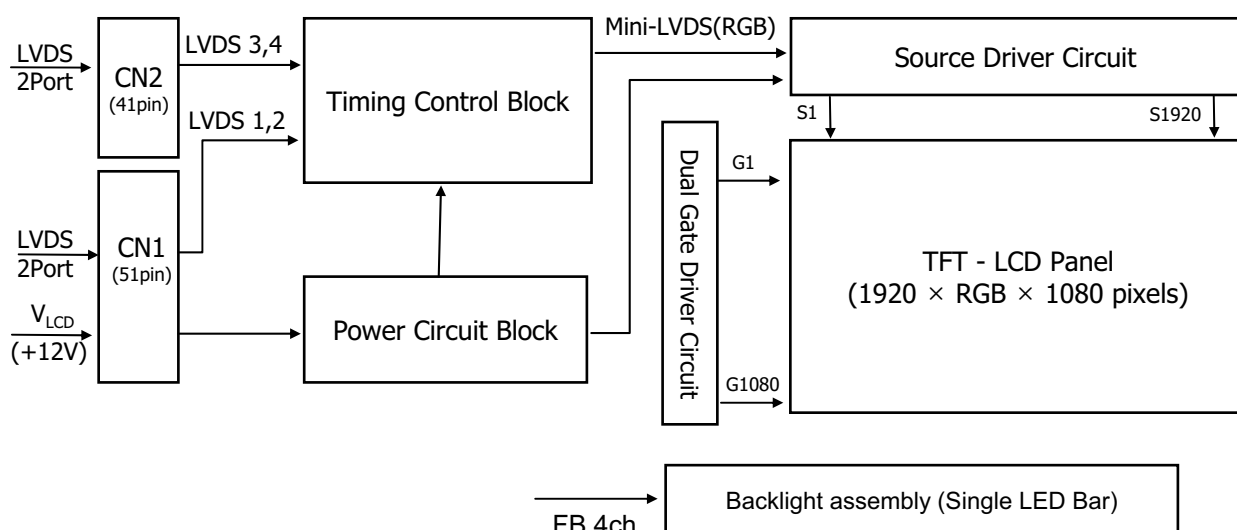 LVDS
2Port
CN2
(41pin)
LVDS 3,4
LVDS 1,2
Timing Control Block
Mini-LVDS(RGB)
Source Driver Circuit
S1
S1920
LVDS
2Port
CN1
(51pin)
VLCD
(+12V)
Power Circuit Block
Dual Gate Driver Circuit
G1
G1080
TFT - LCD Panel
(1920 × RGB × 1080 pixels)
Backlight assembly (Single LED Bar)
4ch